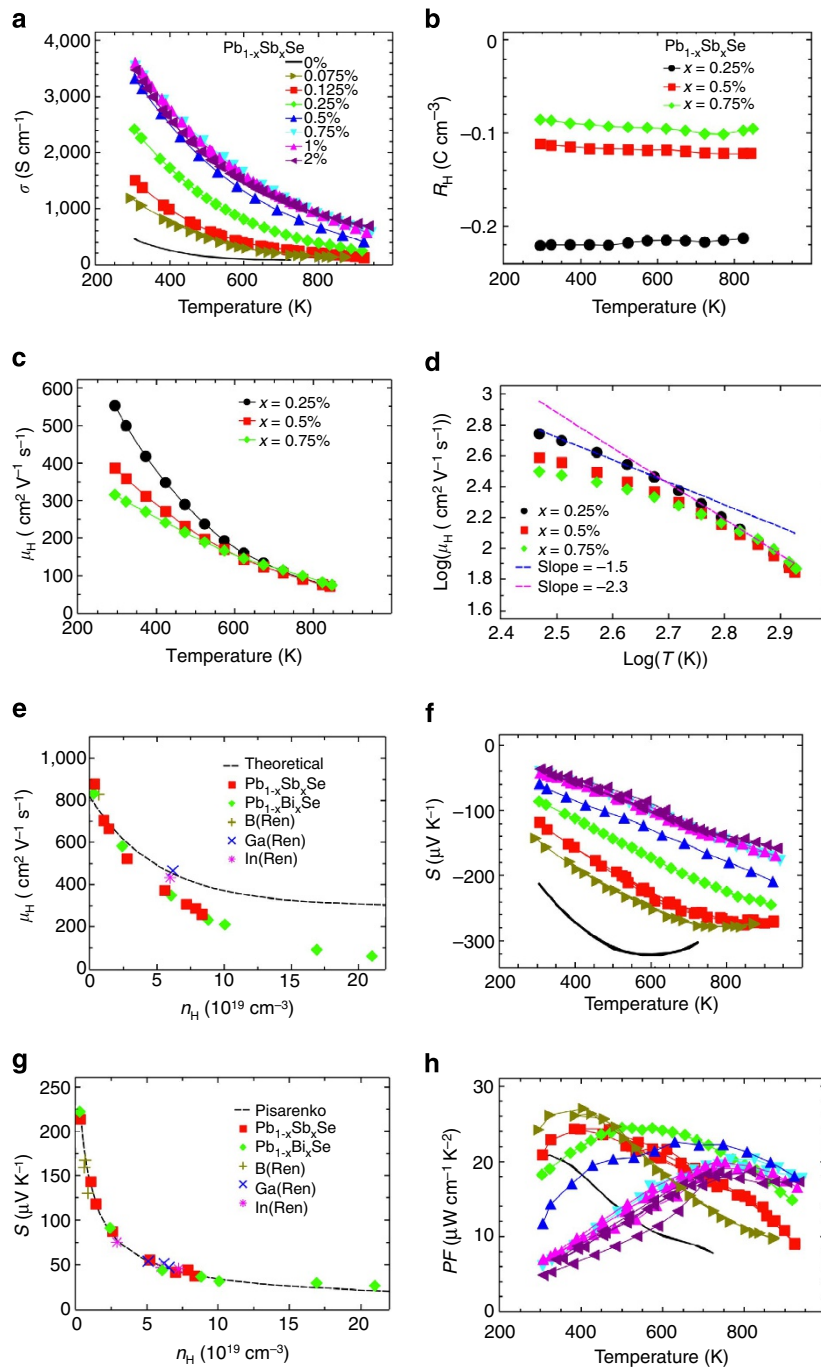 a
Pb1-xSbxSe
0%
0.075%
0.125%
0.25%
0.5%
0.75%
1%
2%
4,000
3,600
2,400
1,000
0
σ (S cm−1)
200 400 600 800
Temperature (K)
b
Pb1-xSbxSe
x = 0.25%
x = 0.5%
x = 0.75%
0
−0.1
−0.2
RH (C cm−3)
200 400 600 800
Temperature (K)
c
x = 0.25%
x = 0.5%
x = 0.75%
600
500
400
300
200
100
0
μH ( cm2 V−1 s−1)
200 400 600 800
Temperature (K)
d
3
2.8
2.6
2.4
2.2
2
1.8
1.6
Log(μH ( cm2 V−1 s−1))
x = 0.25%
x = 0.5%
x = 0.75%
Slope = −1.5
Slope = −2.3
2.4 2.5 2.6 2.7 2.8 2.9
Log(T (K))
e
Theoretical
Pb1-xSbxSe
Pb1-xBixSe
B(Ren)
Ga(Ren)
In(Ren)
1,000
800
600
400
300
0
μH ( cm2 V−1 s−1)
0 5 10 15 20
nH (1019 cm−3)
f
0
−100
−200
−300
S (μV K−1)
200 400 600 800
Temperature (K)
g
Pisarenko
Pb1-xSbxSe
Pb1-xBixSe
B(Ren)
Ga(Ren)
In(Ren)
250
200
150
100
50
0
S (μV K−1)
0 5 10 15 20
nH (1019 cm−3)
h
30
20
10
0
PF (μW cm−1 K−2)
200 400 600 800 1000
Temperature (K)